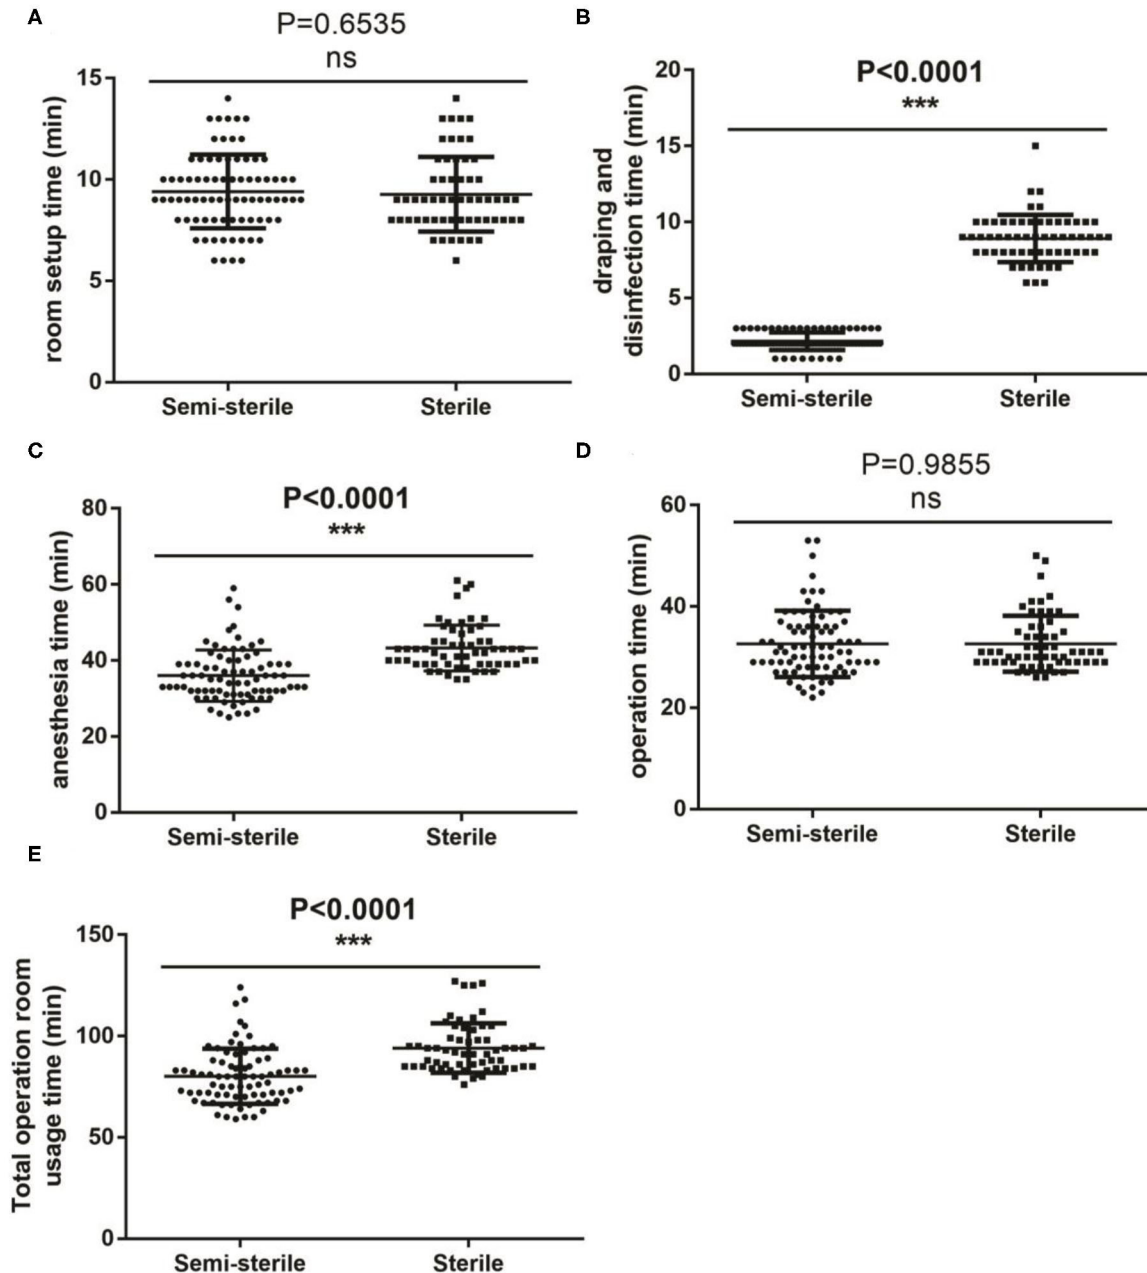 A
P=0.6535
ns
room setup time (min)
15
10
5
0
Semi-sterile
Sterile
B
P<0.0001
***
draping and
disinfection time (min)
20
15
10
5
0
Semi-sterile
Sterile
C
P<0.0001
***
anesthesia time (min)
80
60
40
20
0
Semi-sterile
Sterile
D
P=0.9855
ns
operation time (min)
60
40
20
0
Semi-sterile
Sterile
E
P<0.0001
***
Total operation room
usage time (min)
150
100
50
0
Semi-sterile
Sterile